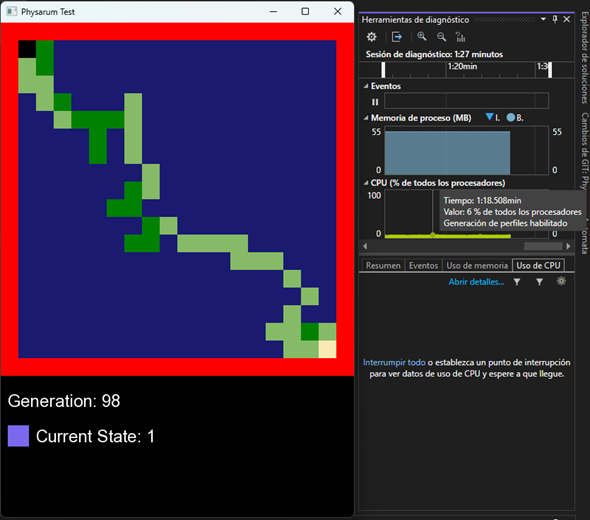 Physarum Test
Generation: 98
Current State: 1
Herramientas de diagnóstico
Sesión de diagnóstico: 1:27 minutos
1:20min
1:3
Eventos
Memoria de proceso (MB)
I.
B.
55
55
0
0
CPU (% de todos los procesadores)
100
Tiempo: 1:18.508min
Valor: 6 % de todos los procesadores
Generación de perfiles habilitado
0
0
Resumen
Eventos
Uso de memoria
Uso de CPU
Abrir detalles...
Interrumpir todo o establezca un punto de interrupción
para ver datos de uso de CPU y espere a que llegue.
Explorador de soluciones
Cambios de GIT: Phy
tomata